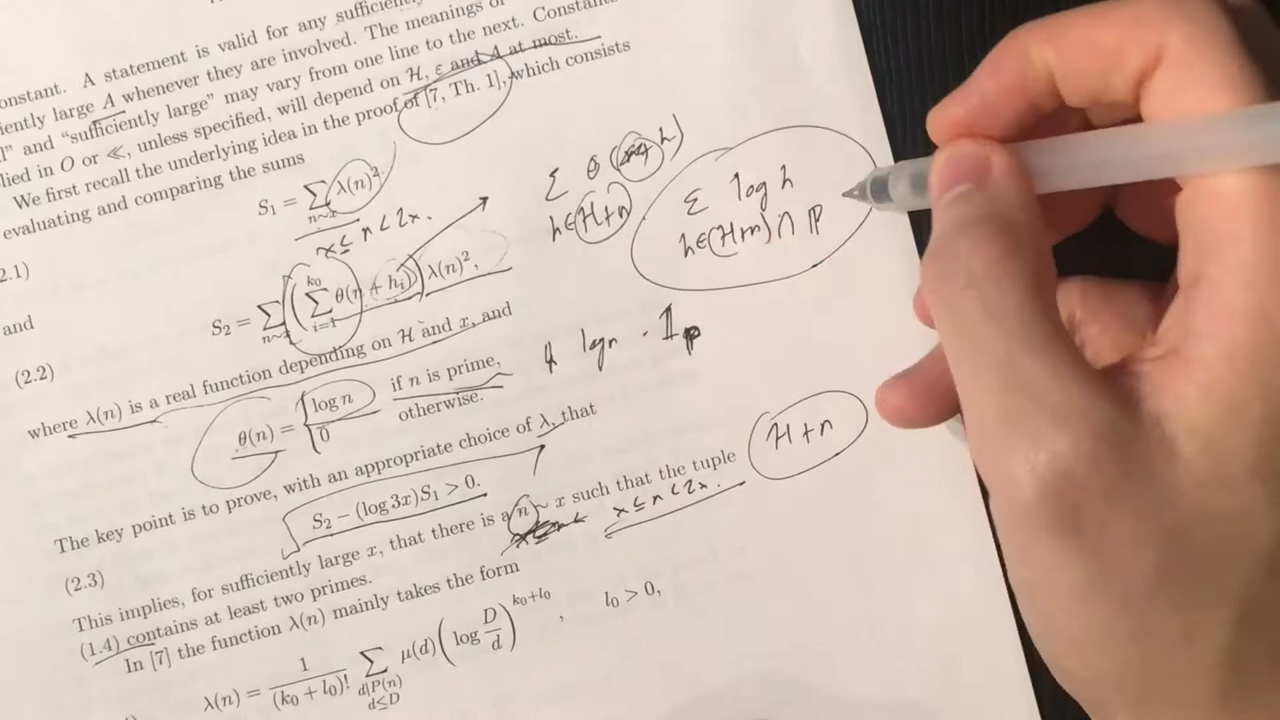 onstant. A statement is valid for any sufficiently
iently large A whenever they are involved. The meanings of
l" and "sufficiently large" may vary from one line to the next. Constants
lied in O or ≪, unless specified, will depend on H, ε and A at most.
We first recall the underlying idea in the proof of [7, Th. 1], which consists
evaluating and comparing the sums
2.1)
S₁ = ∑_{n∼x} λ(n)²
x ≤ n < 2x.
and
(2.2)
S₂ = ∑_{n∼x} (∑_{i=1}^{k₀} θ(n + hᵢ)) λ(n)²,
∑ θ( h)
h∈(H+n)
∑ log h
h∈(H+n)∩ℙ
where λ(n) is a real function depending on H and x, and
θ(n) = { log n if n is prime,
0 otherwise.
log n · 1_ℙ
The key point is to prove, with an appropriate choice of λ, that
(2.3)
S₂ − (log 3x)S₁ > 0.
This implies, for sufficiently large x, that there is a n ∼ x such that the tuple
H+n
x ≤ n < 2x.
(1.4) contains at least two primes.
In [7] the function λ(n) mainly takes the form
λ(n) = 1/(k₀ + l₀)! ∑_{d|P(n), d≤D} μ(d)(log D/d)^{k₀+l₀}, l₀ > 0,